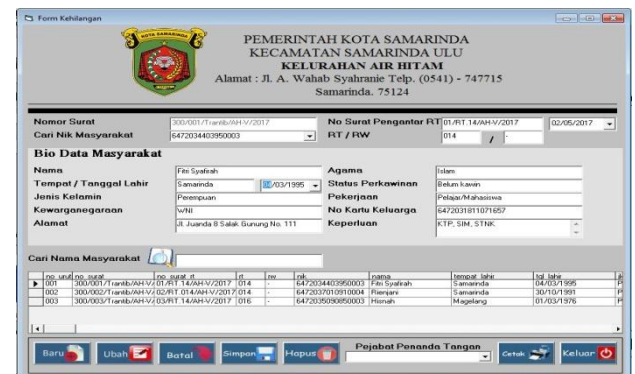 Form Kehilangan
KOTA SAMARINDA
PEMERINTAH KOTA SAMARINDA
KECAMATAN SAMARINDA ULU
KELURAHAN AIR HITAM
Alamat : Jl. A. Wahab Syahranie Telp. (0541) - 747715
Samarinda. 75124
Nomor Surat 300/001/Trantib/AH-V/2017 No Surat Pengantar RT 01/RT.14/AH-V/2017 02/05/2017
Cari Nik Masyarakat 6472034403950003 RT / RW 014 / -
Bio Data Masyarakat
Nama Fitri Syafirah Agama Islam
Tempat / Tanggal Lahir Samarinda 04/03/1995 Status Perkawinan Belum kawin
Jenis Kelamin Perempuan Pekerjaan Pelajar/Mahasiswa
Kewarganegaraan WNI No Kartu Keluarga 6472031811071657
Alamat Jl. Juanda 8 Salak Gunung No. 111 Keperluan KTP, SIM, STNK
Cari Nama Masyarakat
no_urut no_surat no_surat_rt rt rw nik nama tempat_lahir tgl_lahir
001 300/001/Trantib/AH-V/ 01/RT.14/AH-V/2017 014 - 6472034403950003 Fitri Syafirah Samarinda 04/03/1995 P
002 300/002/Trantib/AH-V/ 02/RT.014/AH-V/2017 014 - 6472037010910004 Rienjani Samarinda 30/10/1991 P
003 300/003/Trantib/AH-V/ 03/RT.14/AH-V/2017 016 - 6472035090850003 Hisnah Magelang 01/03/1976 P
Baru Ubah Batal Simpan Hapus Pejabat Penanda Tangan Cetak Keluar